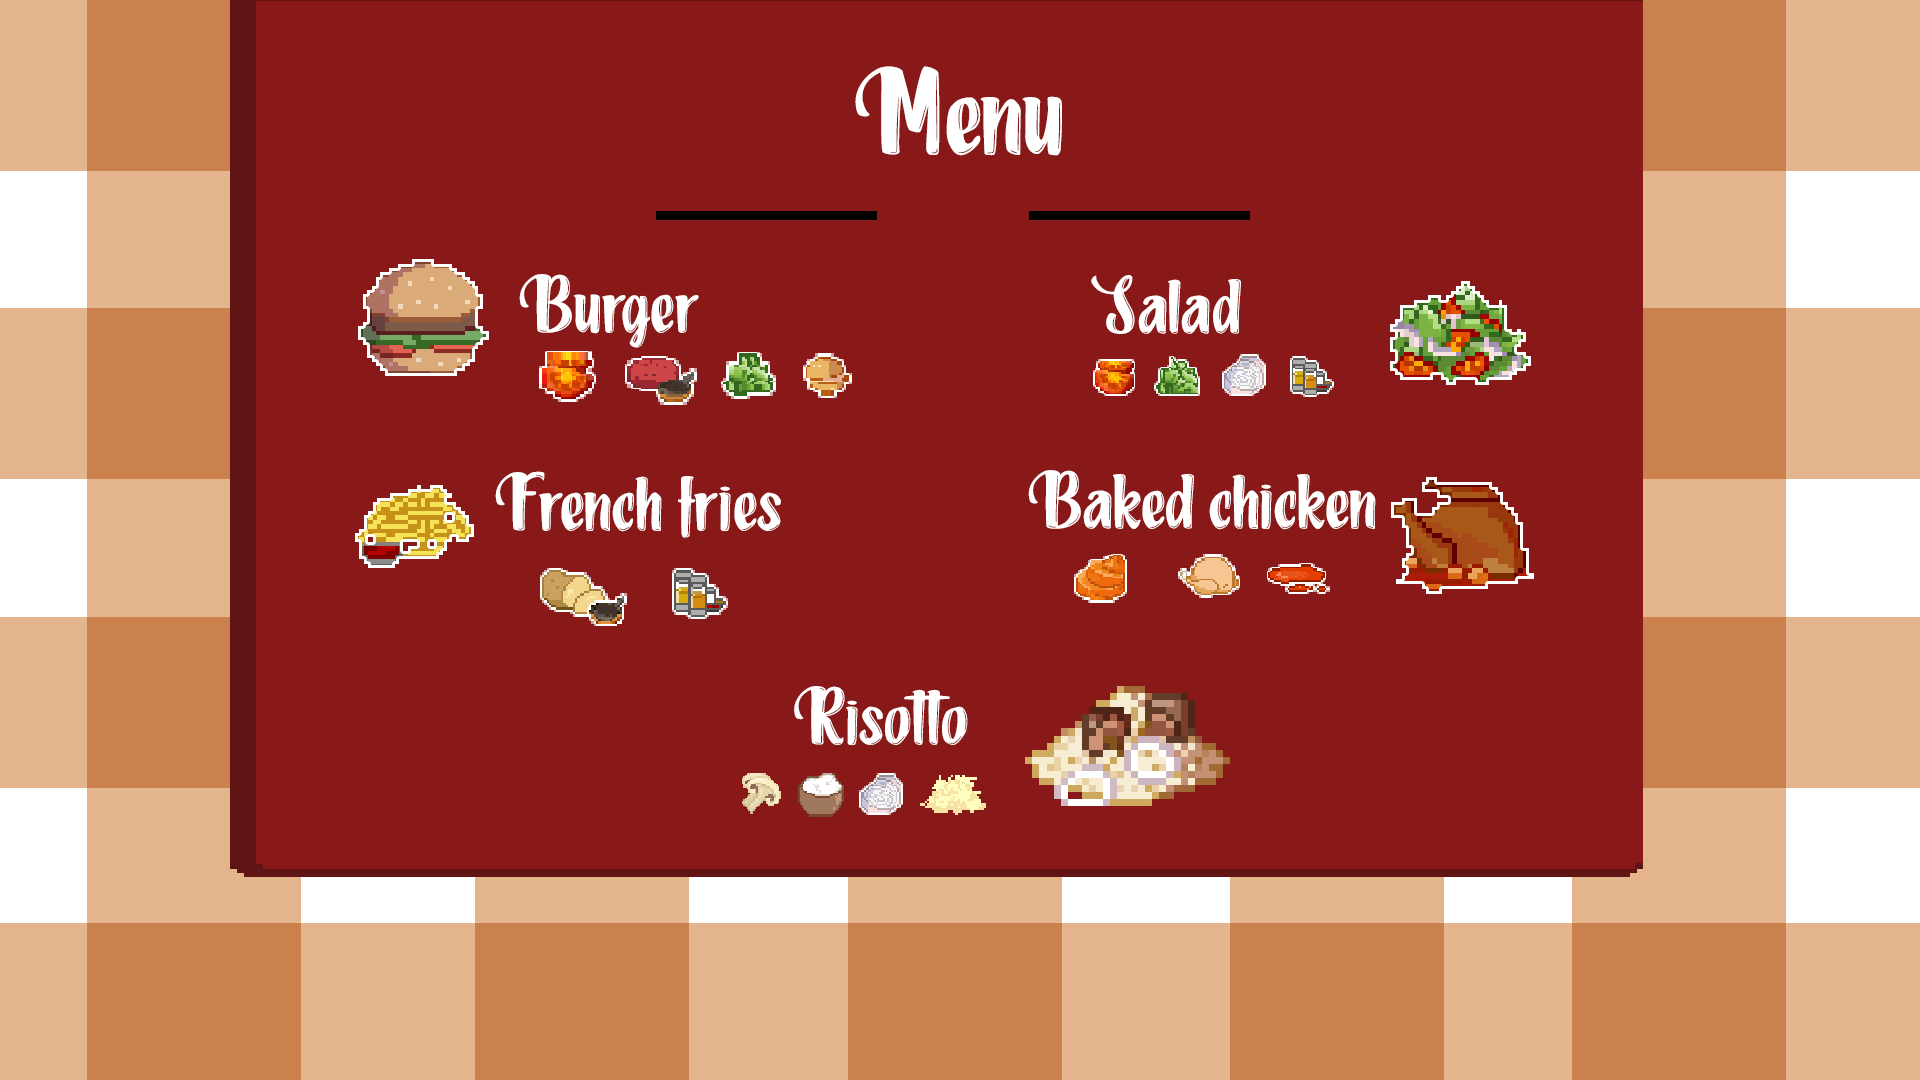 Menu
Burger
Salad
French fries
Baked chicken
Risotto